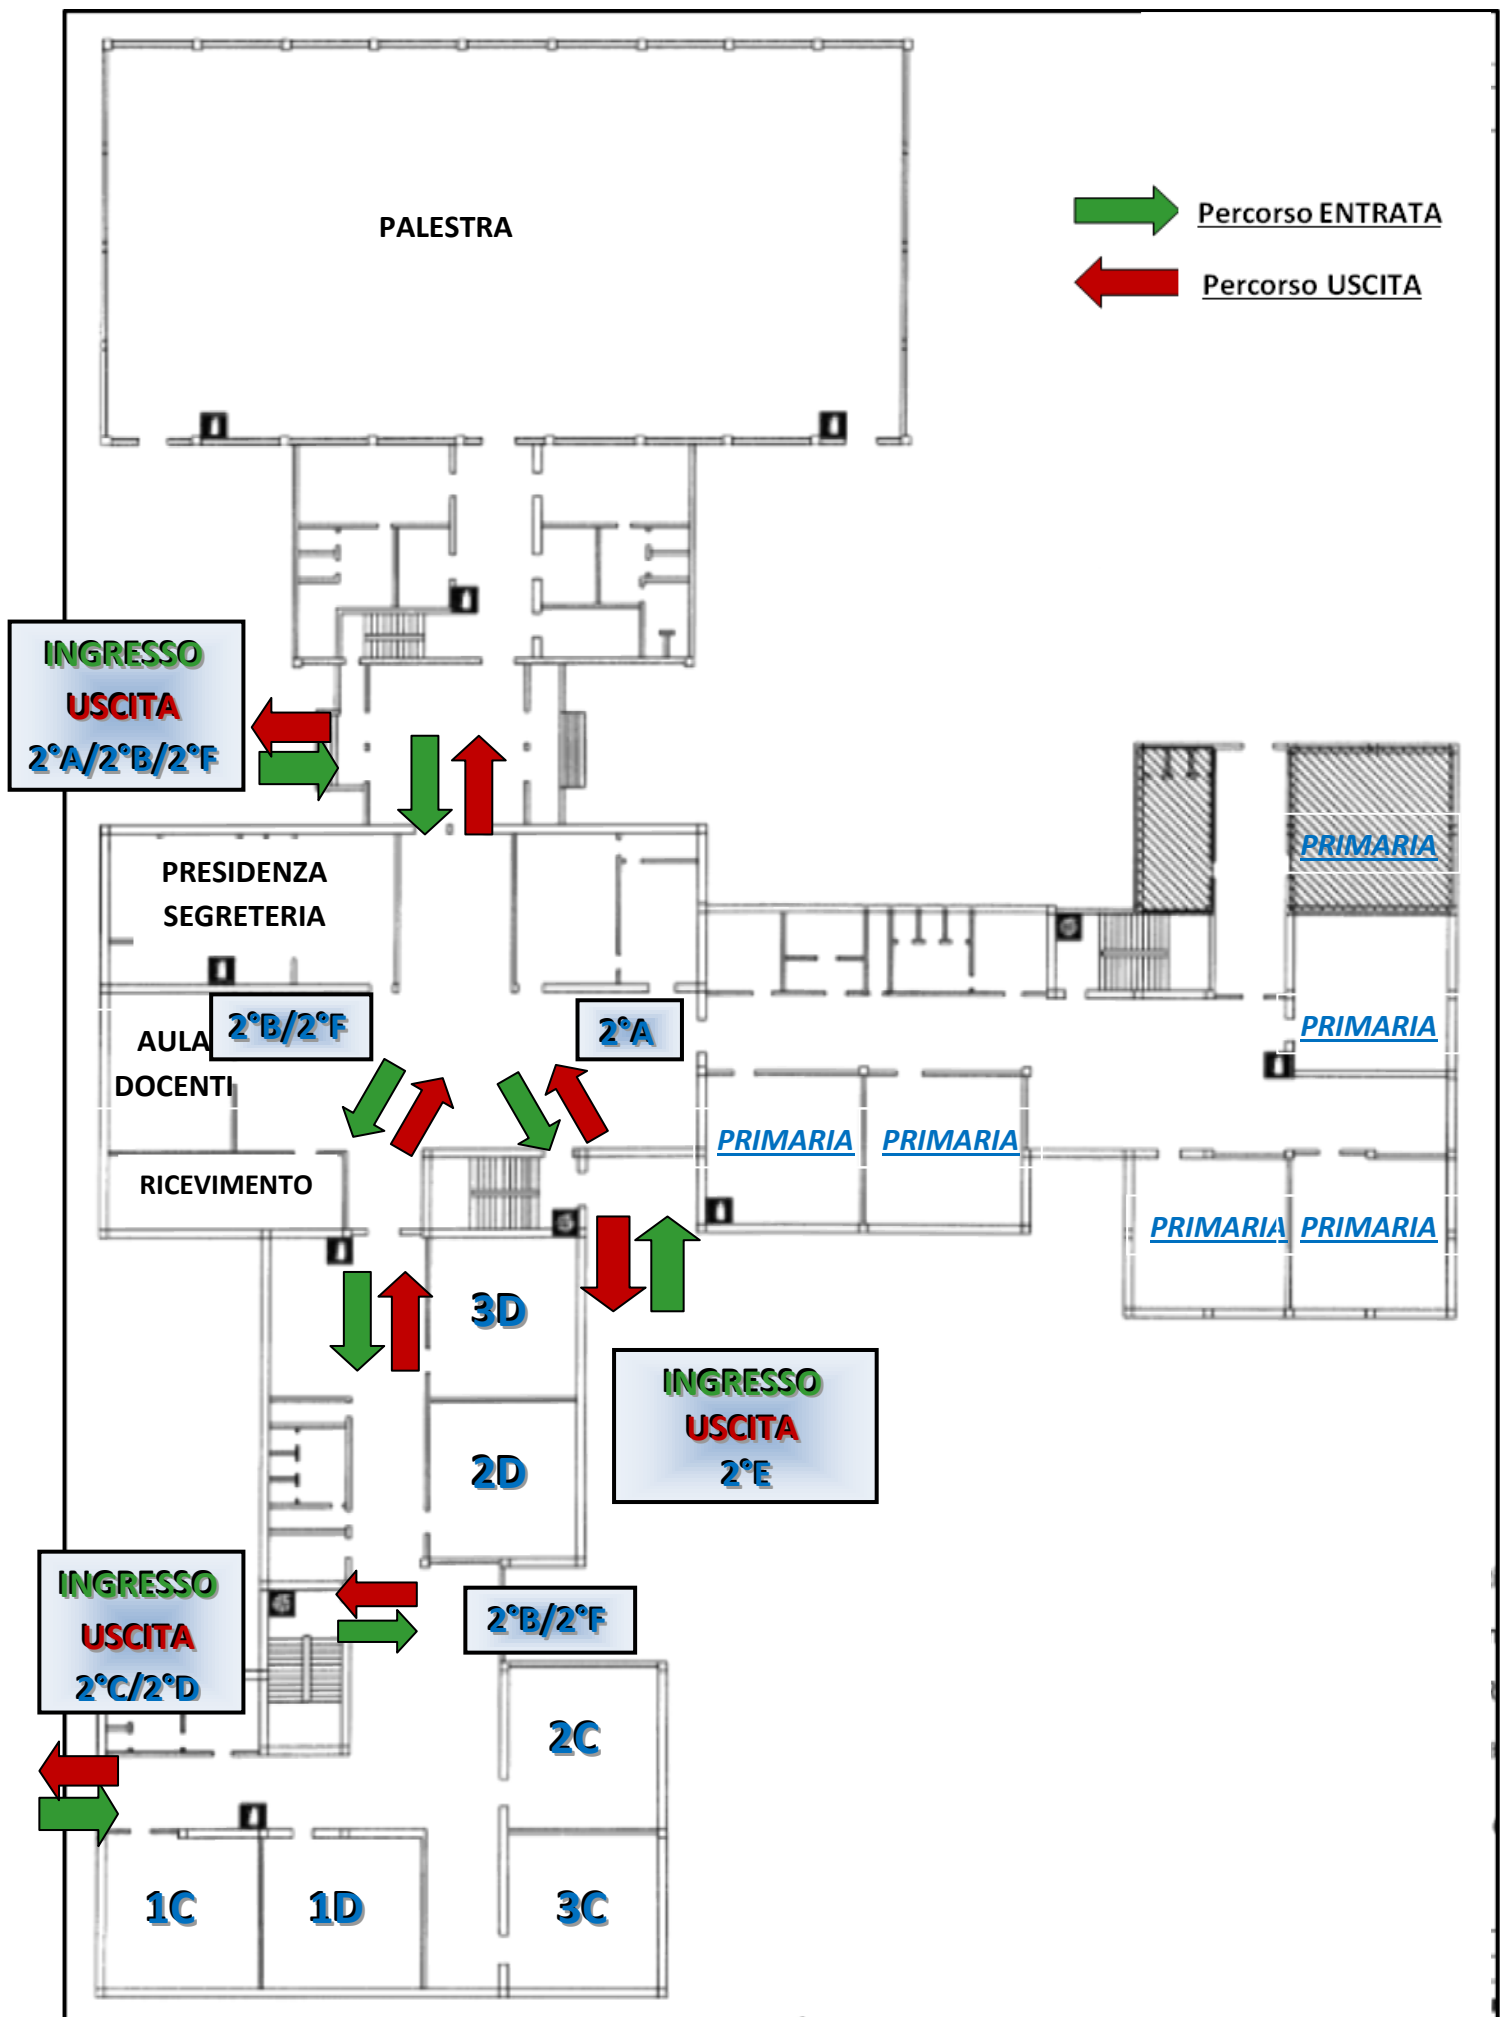 PALESTRA
Percorso ENTRATA
Percorso USCITA
INGRESSO
USCITA
2°A/2°B/2°F
PRESIDENZA
SEGRETERIA
PRIMARIA
2°B/2°F
2°A
AULA
DOCENTI
PRIMARIA
PRIMARIA
PRIMARIA
RICEVIMENTO
PRIMARIA
PRIMARIA
3D
INGRESSO
USCITA
2°E
2D
INGRESSO
USCITA
2°C/2°D
2°B/2°F
2C
1C
1D
3C